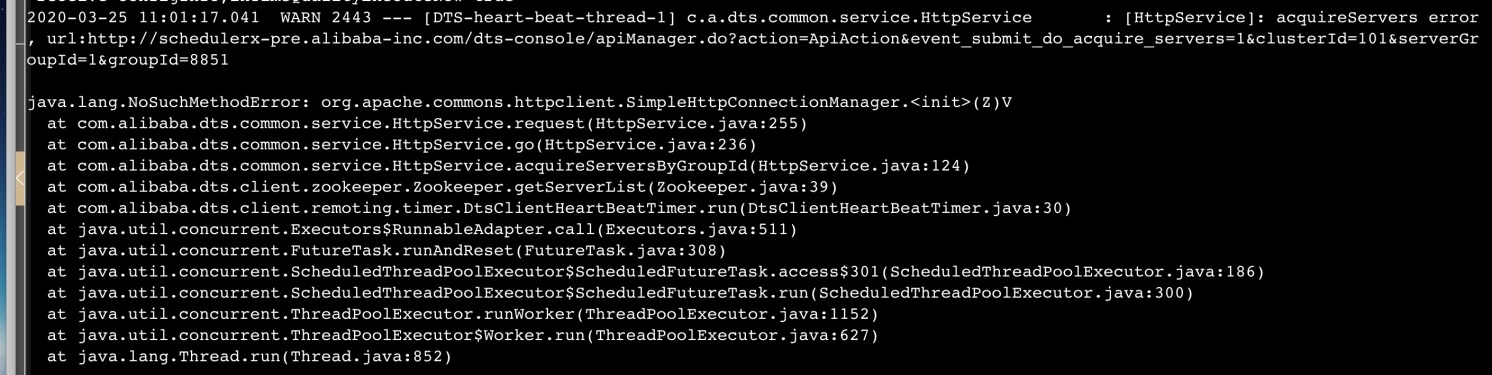 2020-03-25 11:01:17.041  WARN 2443 --- [DTS-heart-beat-thread-1] c.a.dts.common.service.HttpService       : [HttpService]: acquireServers error
, url:http://schedulerx-pre.alibaba-inc.com/dts-console/apiManager.do?action=ApiAction&event_submit_do_acquire_servers=1&clusterId=101&serverGr
oupId=1&groupId=8851
java.lang.NoSuchMethodError: org.apache.commons.httpclient.SimpleHttpConnectionManager.<init>(Z)V
  at com.alibaba.dts.common.service.HttpService.request(HttpService.java:255)
  at com.alibaba.dts.common.service.HttpService.go(HttpService.java:236)
  at com.alibaba.dts.common.service.HttpService.acquireServersByGroupId(HttpService.java:124)
  at com.alibaba.dts.client.zookeeper.Zookeeper.getServerList(Zookeeper.java:39)
  at com.alibaba.dts.client.remoting.timer.DtsClientHeartBeatTimer.run(DtsClientHeartBeatTimer.java:30)
  at java.util.concurrent.Executors$RunnableAdapter.call(Executors.java:511)
  at java.util.concurrent.FutureTask.runAndReset(FutureTask.java:308)
  at java.util.concurrent.ScheduledThreadPoolExecutor$ScheduledFutureTask.access$301(ScheduledThreadPoolExecutor.java:186)
  at java.util.concurrent.ScheduledThreadPoolExecutor$ScheduledFutureTask.run(ScheduledThreadPoolExecutor.java:300)
  at java.util.concurrent.ThreadPoolExecutor.runWorker(ThreadPoolExecutor.java:1152)
  at java.util.concurrent.ThreadPoolExecutor$Worker.run(ThreadPoolExecutor.java:627)
  at java.lang.Thread.run(Thread.java:852)